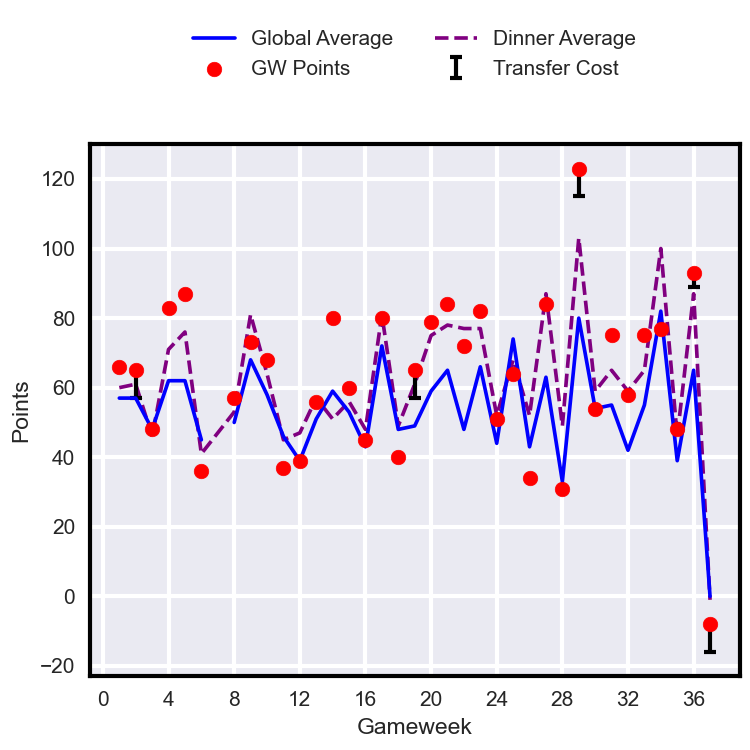 Global Average
Dinner Average
GW Points
Transfer Cost
120
100
80
60
40
20
0
−20
Points
0 4 8 12 16 20 24 28 32 36
Gameweek